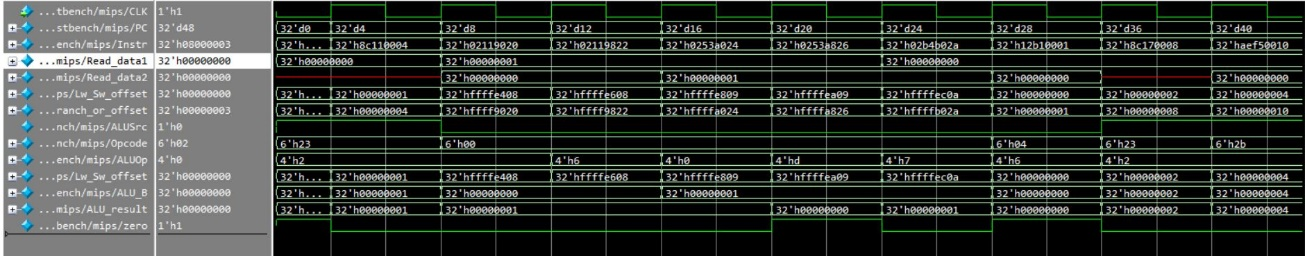 ...tbench/mips/CLK 1'h1
...stbench/mips/PC 32'd48 32'd0 32'd4 32'd8 32'd12 32'd16 32'd20 32'd24 32'd28 32'd36 32'd40
...ench/mips/Instr 32'h08000003 32'h... 32'h8c110004 32'h02119020 32'h02119822 32'h0253a024 32'h0253a826 32'h02b4b02a 32'h12b10001 32'h8c170008 32'haef50010
...mips/Read_data1 32'h00000000 32'h00000000 32'h00000001 32'h00000000
...mips/Read_data2 32'h00000000 32'h00000000 32'h00000001 32'h00000000 32'h00000000
...ps/Lw_Sw_offset 32'h00000000 32'h... 32'h00000001 32'hffffe408 32'hffffe608 32'hffffe809 32'hffffea09 32'hffffec0a 32'h00000000 32'h00000002 32'h00000004
...ranch_or_offset 32'h00000003 32'h... 32'h00000004 32'hffff9020 32'hffff9822 32'hffffa024 32'hffffa826 32'hffffb02a 32'h00000001 32'h00000008 32'h00000010
...nch/mips/ALUSrc 1'h0
...nch/mips/Opcode 6'h02 6'h23 6'h00 6'h04 6'h23 6'h2b
...ench/mips/ALUOp 4'h0 4'h2 4'h6 4'h0 4'hd 4'h7 4'h6 4'h2
...ps/Lw_Sw_offset 32'h00000000 32'h... 32'h00000001 32'hffffe408 32'hffffe608 32'hffffe809 32'hffffea09 32'hffffec0a 32'h00000000 32'h00000002 32'h00000004
...ench/mips/ALU_B 32'h00000000 32'h... 32'h00000001 32'h00000000 32'h00000001 32'h00000000 32'h00000002 32'h00000004
...mips/ALU_result 32'h00000000 32'h... 32'h00000001 32'h00000001 32'h00000000 32'h00000001 32'h00000000 32'h00000002 32'h00000004
...bench/mips/zero 1'h1